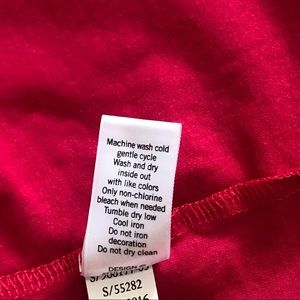 Machine wash cold
gentle cycle
Wash and dry
inside out
with like colors
Only non-chlorine
bleach when needed
Tumble dry low
Cool iron
Do not iron
decoration
Do not dry clean
S/55282